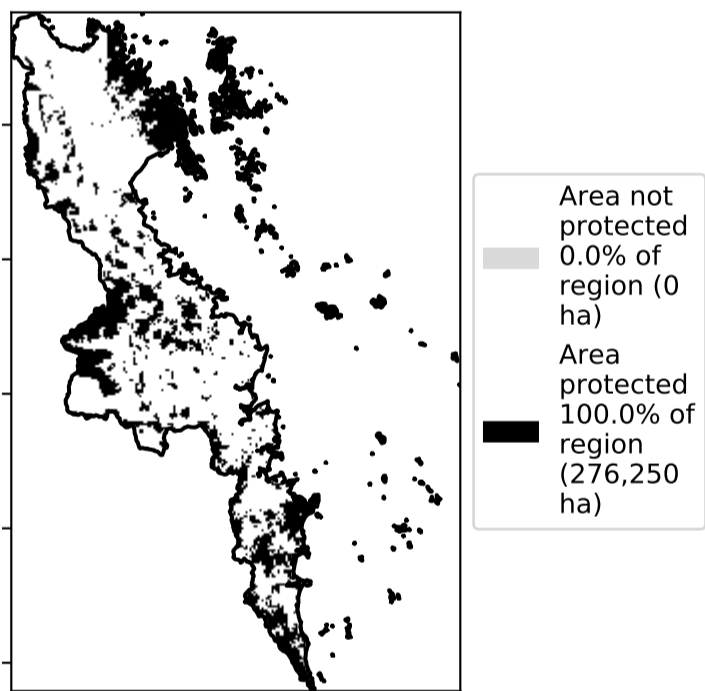 Area not
protected
0.0% of
region (0
ha)
Area
protected
100.0% of
region
(276,250
ha)